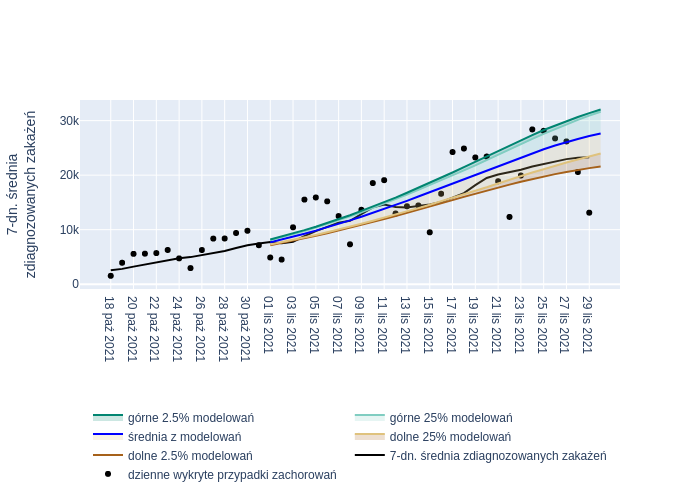 7-dn. średnia
zdiagnozowanych zakażeń
30k
20k
10k
0
18 paź 2021
20 paź 2021
22 paź 2021
24 paź 2021
26 paź 2021
28 paź 2021
30 paź 2021
01 lis 2021
03 lis 2021
05 lis 2021
07 lis 2021
09 lis 2021
11 lis 2021
13 lis 2021
15 lis 2021
17 lis 2021
19 lis 2021
21 lis 2021
23 lis 2021
25 lis 2021
27 lis 2021
29 lis 2021
górne 2.5% modelowań
górne 25% modelowań
średnia z modelowań
dolne 25% modelowań
dolne 2.5% modelowań
7-dn. średnia zdiagnozowanych zakażeń
dzienne wykryte przypadki zachorowań